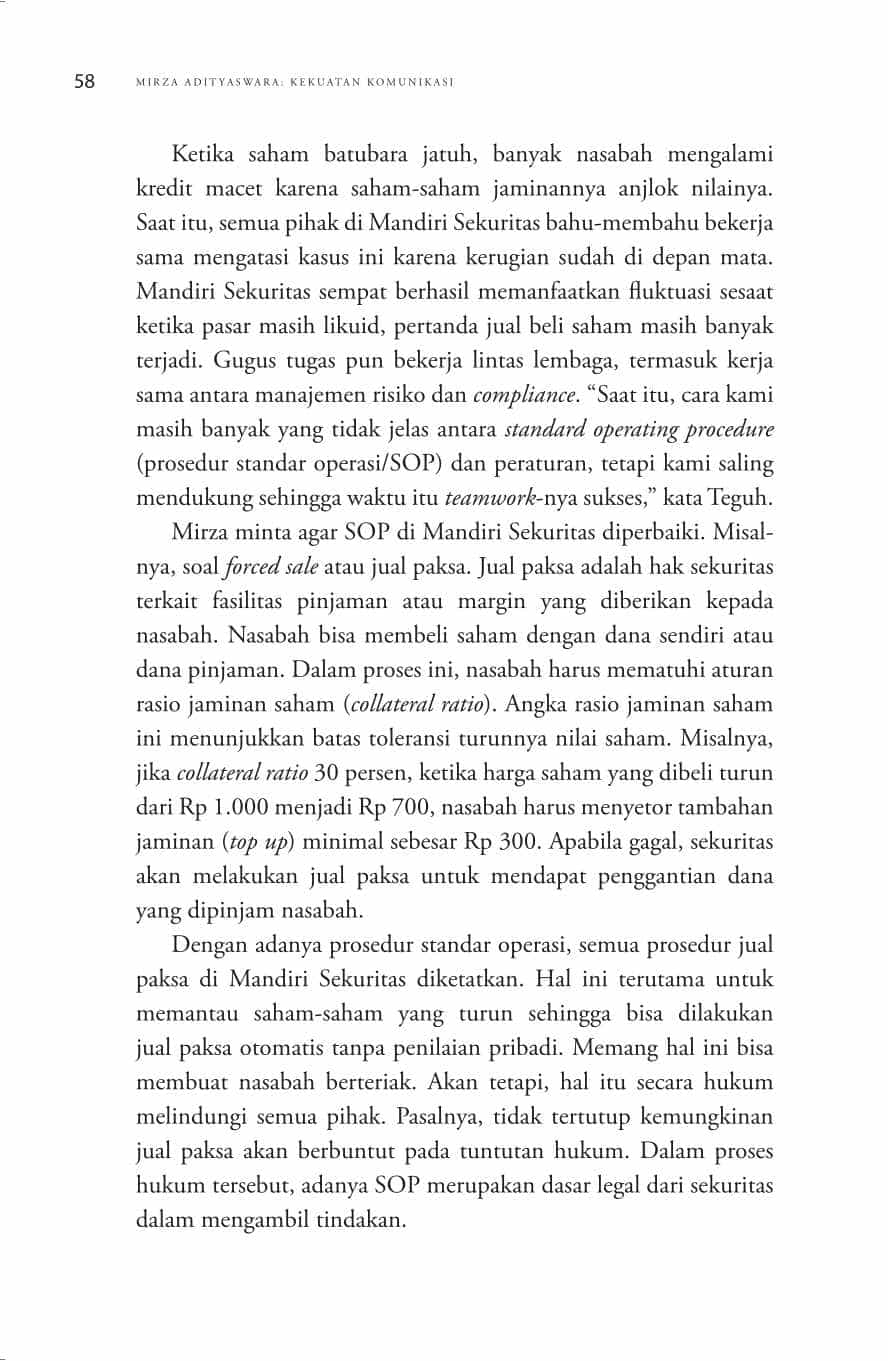 58 MIRZA ADITYASWARA: KEKUATAN KOMUNIKASI
Ketika saham batubara jatuh, banyak nasabah mengalami
kredit macet karena saham-saham jaminannya anjlok nilainya.
Saat itu, semua pihak di Mandiri Sekuritas bahu-membahu bekerja
sama mengatasi kasus ini karena kerugian sudah di depan mata.
Mandiri Sekuritas sempat berhasil memanfaatkan fluktuasi sesaat
ketika pasar masih likuid, pertanda jual beli saham masih banyak
terjadi. Gugus tugas pun bekerja lintas lembaga, termasuk kerja
sama antara manajemen risiko dan compliance. “Saat itu, cara kami
masih banyak yang tidak jelas antara standard operating procedure
(prosedur standar operasi/SOP) dan peraturan, tetapi kami saling
mendukung sehingga waktu itu teamwork-nya sukses,” kata Teguh.
Mirza minta agar SOP di Mandiri Sekuritas diperbaiki. Misal-
nya, soal forced sale atau jual paksa. Jual paksa adalah hak sekuritas
terkait fasilitas pinjaman atau margin yang diberikan kepada
nasabah. Nasabah bisa membeli saham dengan dana sendiri atau
dana pinjaman. Dalam proses ini, nasabah harus mematuhi aturan
rasio jaminan saham (collateral ratio). Angka rasio jaminan saham
ini menunjukkan batas toleransi turunnya nilai saham. Misalnya,
jika collateral ratio 30 persen, ketika harga saham yang dibeli turun
dari Rp 1.000 menjadi Rp 700, nasabah harus menyetor tambahan
jaminan (top up) minimal sebesar Rp 300. Apabila gagal, sekuritas
akan melakukan jual paksa untuk mendapat penggantian dana
yang dipinjam nasabah.
Dengan adanya prosedur standar operasi, semua prosedur jual
paksa di Mandiri Sekuritas diketatkan. Hal ini terutama untuk
memantau saham-saham yang turun sehingga bisa dilakukan
jual paksa otomatis tanpa penilaian pribadi. Memang hal ini bisa
membuat nasabah berteriak. Akan tetapi, hal itu secara hukum
melindungi semua pihak. Pasalnya, tidak tertutup kemungkinan
jual paksa akan berbuntut pada tuntutan hukum. Dalam proses
hukum tersebut, adanya SOP merupakan dasar legal dari sekuritas
dalam mengambil tindakan.